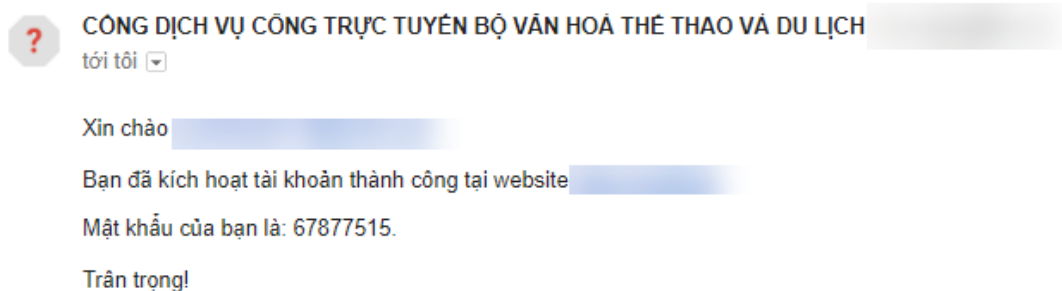 CỔNG DỊCH VỤ CÔNG TRỰC TUYẾN BỘ VĂN HOÁ THỂ THAO VÀ DU LỊCH
tới tôi
Xin chào
Bạn đã kích hoạt tài khoản thành công tại website
Mật khẩu của bạn là: 67877515.
Trân trọng!